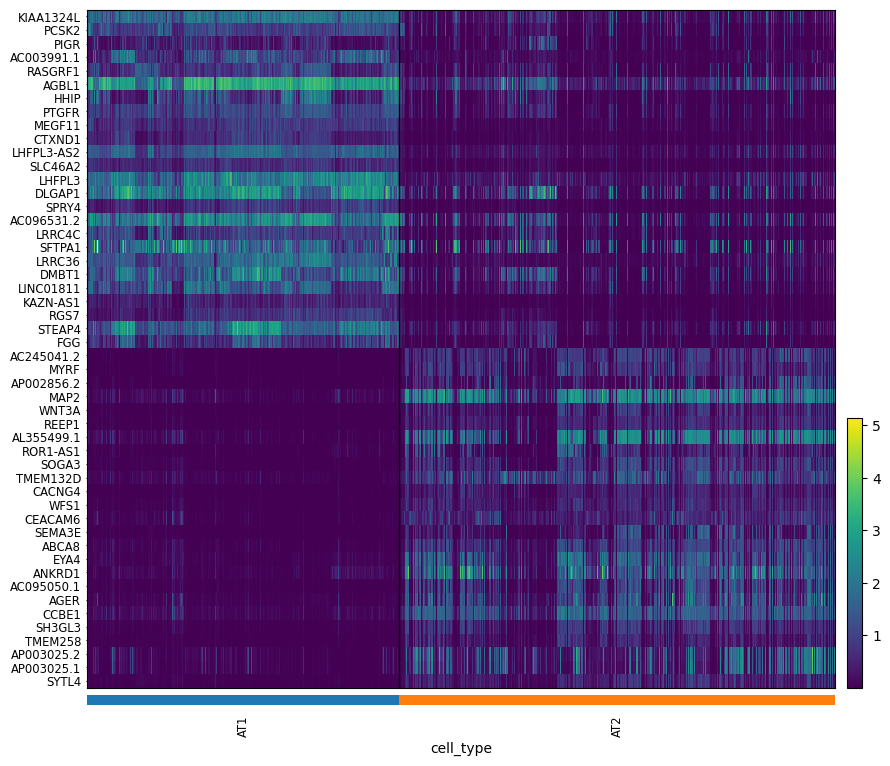 KIAA1324L
PCSK2
PIGR
AC003991.1
RASGRF1
AGBL1
HHIP
PTGFR
MEGF11
CTXND1
LHFPL3-AS2
SLC46A2
LHFPL3
DLGAP1
SPRY4
AC096531.2
LRRC4C
SFTPA1
LRRC36
DMBT1
LINC01811
KAZN-AS1
RGS7
STEAP4
FGG
AC245041.2
MYRF
AP002856.2
MAP2
WNT3A
REEP1
AL355499.1
ROR1-AS1
SOGA3
TMEM132D
CACNG4
WFS1
CEACAM6
SEMA3E
ABCA8
EYA4
ANKRD1
AC095050.1
AGER
CCBE1
SH3GL3
TMEM258
AP003025.2
AP003025.1
SYTL4
5
4
3
2
1
AT1
AT2
cell_type